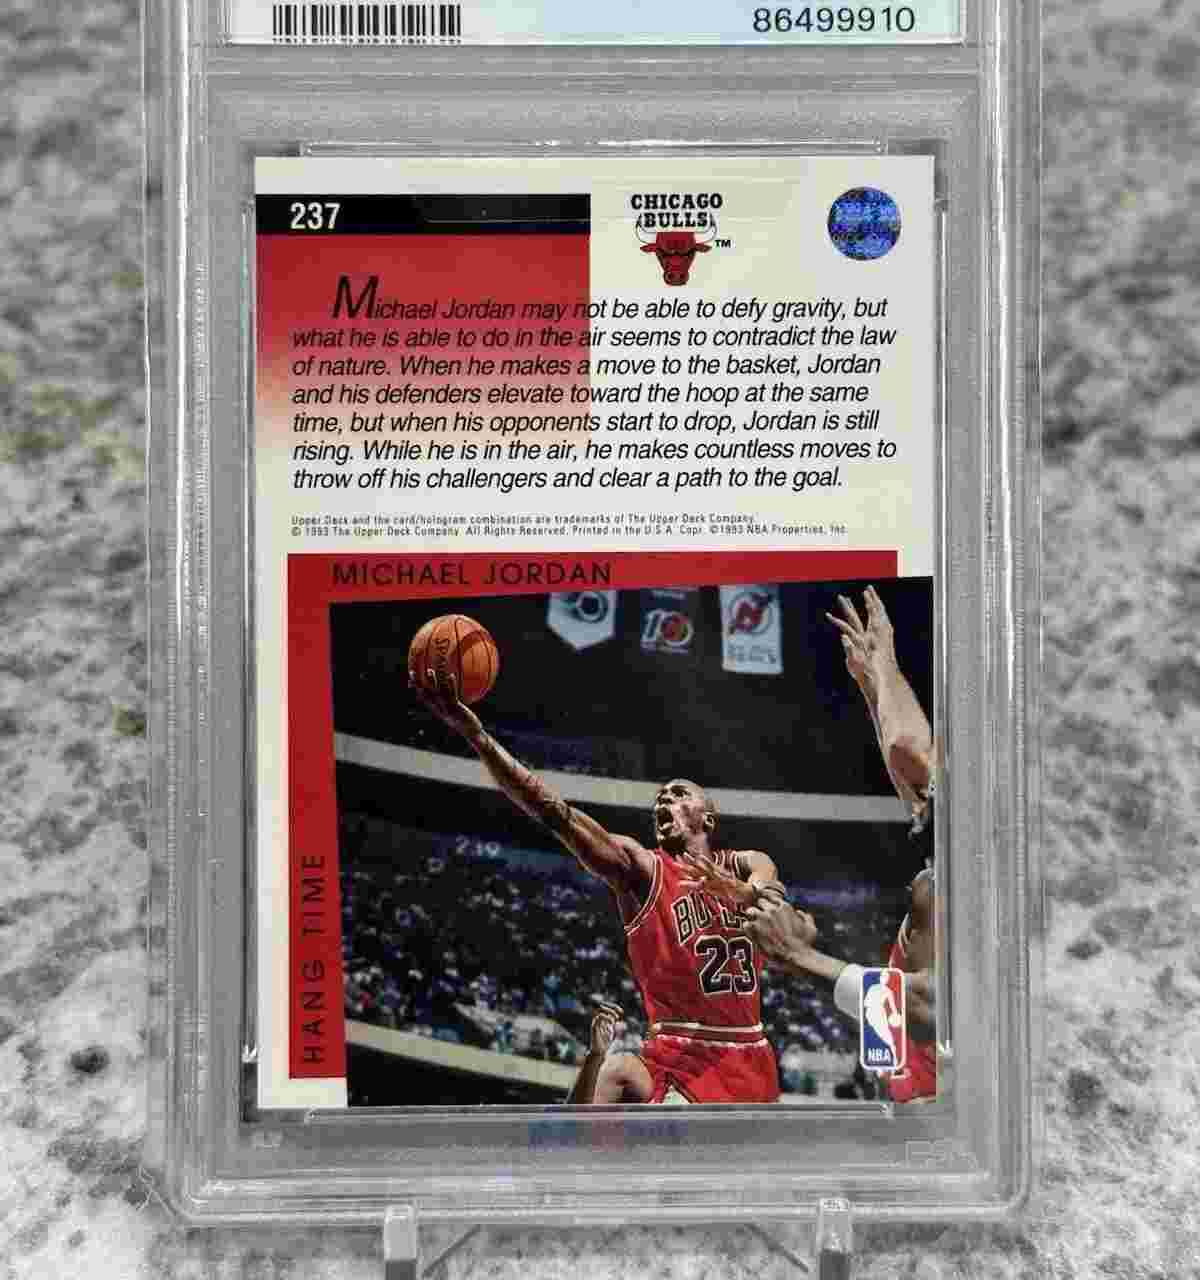 86499910
237
CHICAGO
BULLS
TM
Michael Jordan may not be able to defy gravity, but
what he is able to do in the air seems to contradict the law
of nature. When he makes a move to the basket, Jordan
and his defenders elevate toward the hoop at the same
time, but when his opponents start to drop, Jordan is still
rising. While he is in the air, he makes countless moves to
throw off his challengers and clear a path to the goal.
Upper Deck and the card/hologram combination are trademarks of The Upper Deck Company.
© 1993 The Upper Deck Company. All Rights Reserved. Printed in the U.S.A. Copr. ©1993 NBA Properties, Inc.
MICHAEL JORDAN
HANG TIME
10
SPALDING
239
BULLS
23
NBA